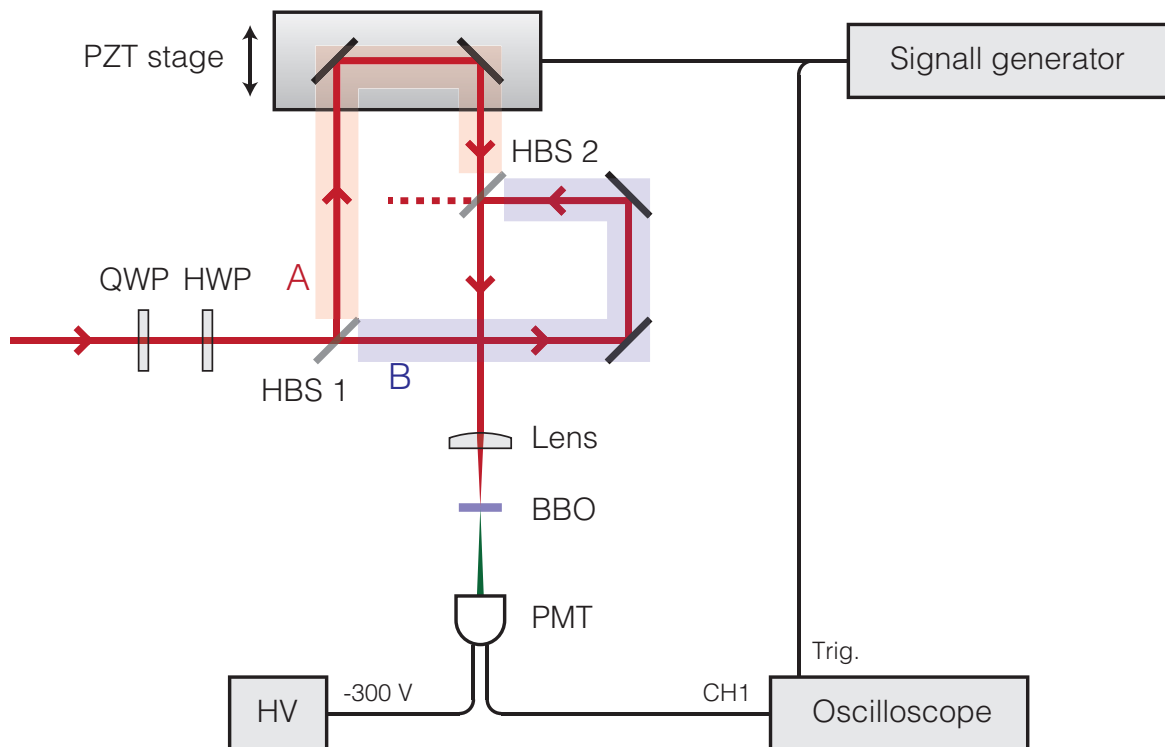 PZT stage
Signall generator
HBS 2
QWP
HWP
A
HBS 1
B
Lens
BBO
PMT
Trig.
HV
-300 V
CH1
Oscilloscope